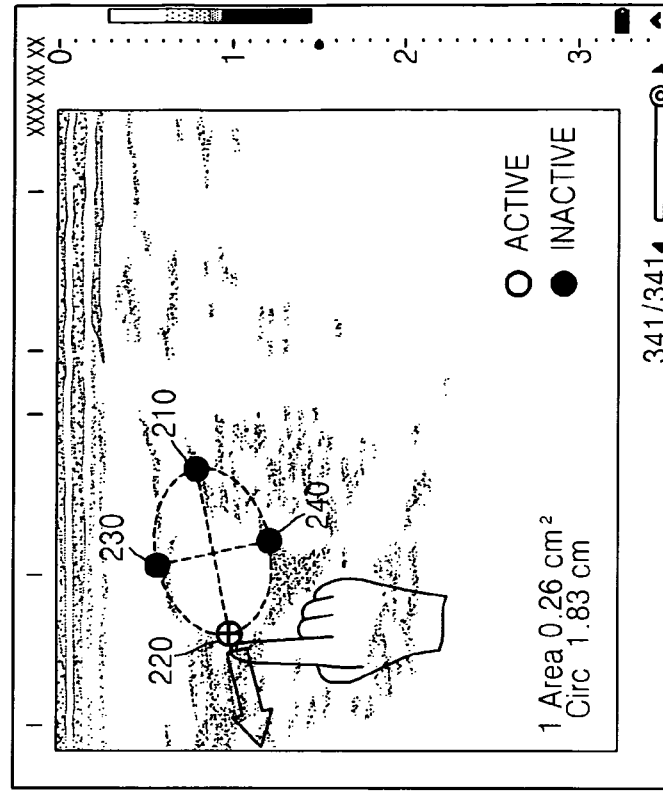 XXXX XX XX
0
1
2
3
230
210
220
240
ACTIVE
INACTIVE
1 Area 0.26 cm²
Circ 1.83 cm
341/341